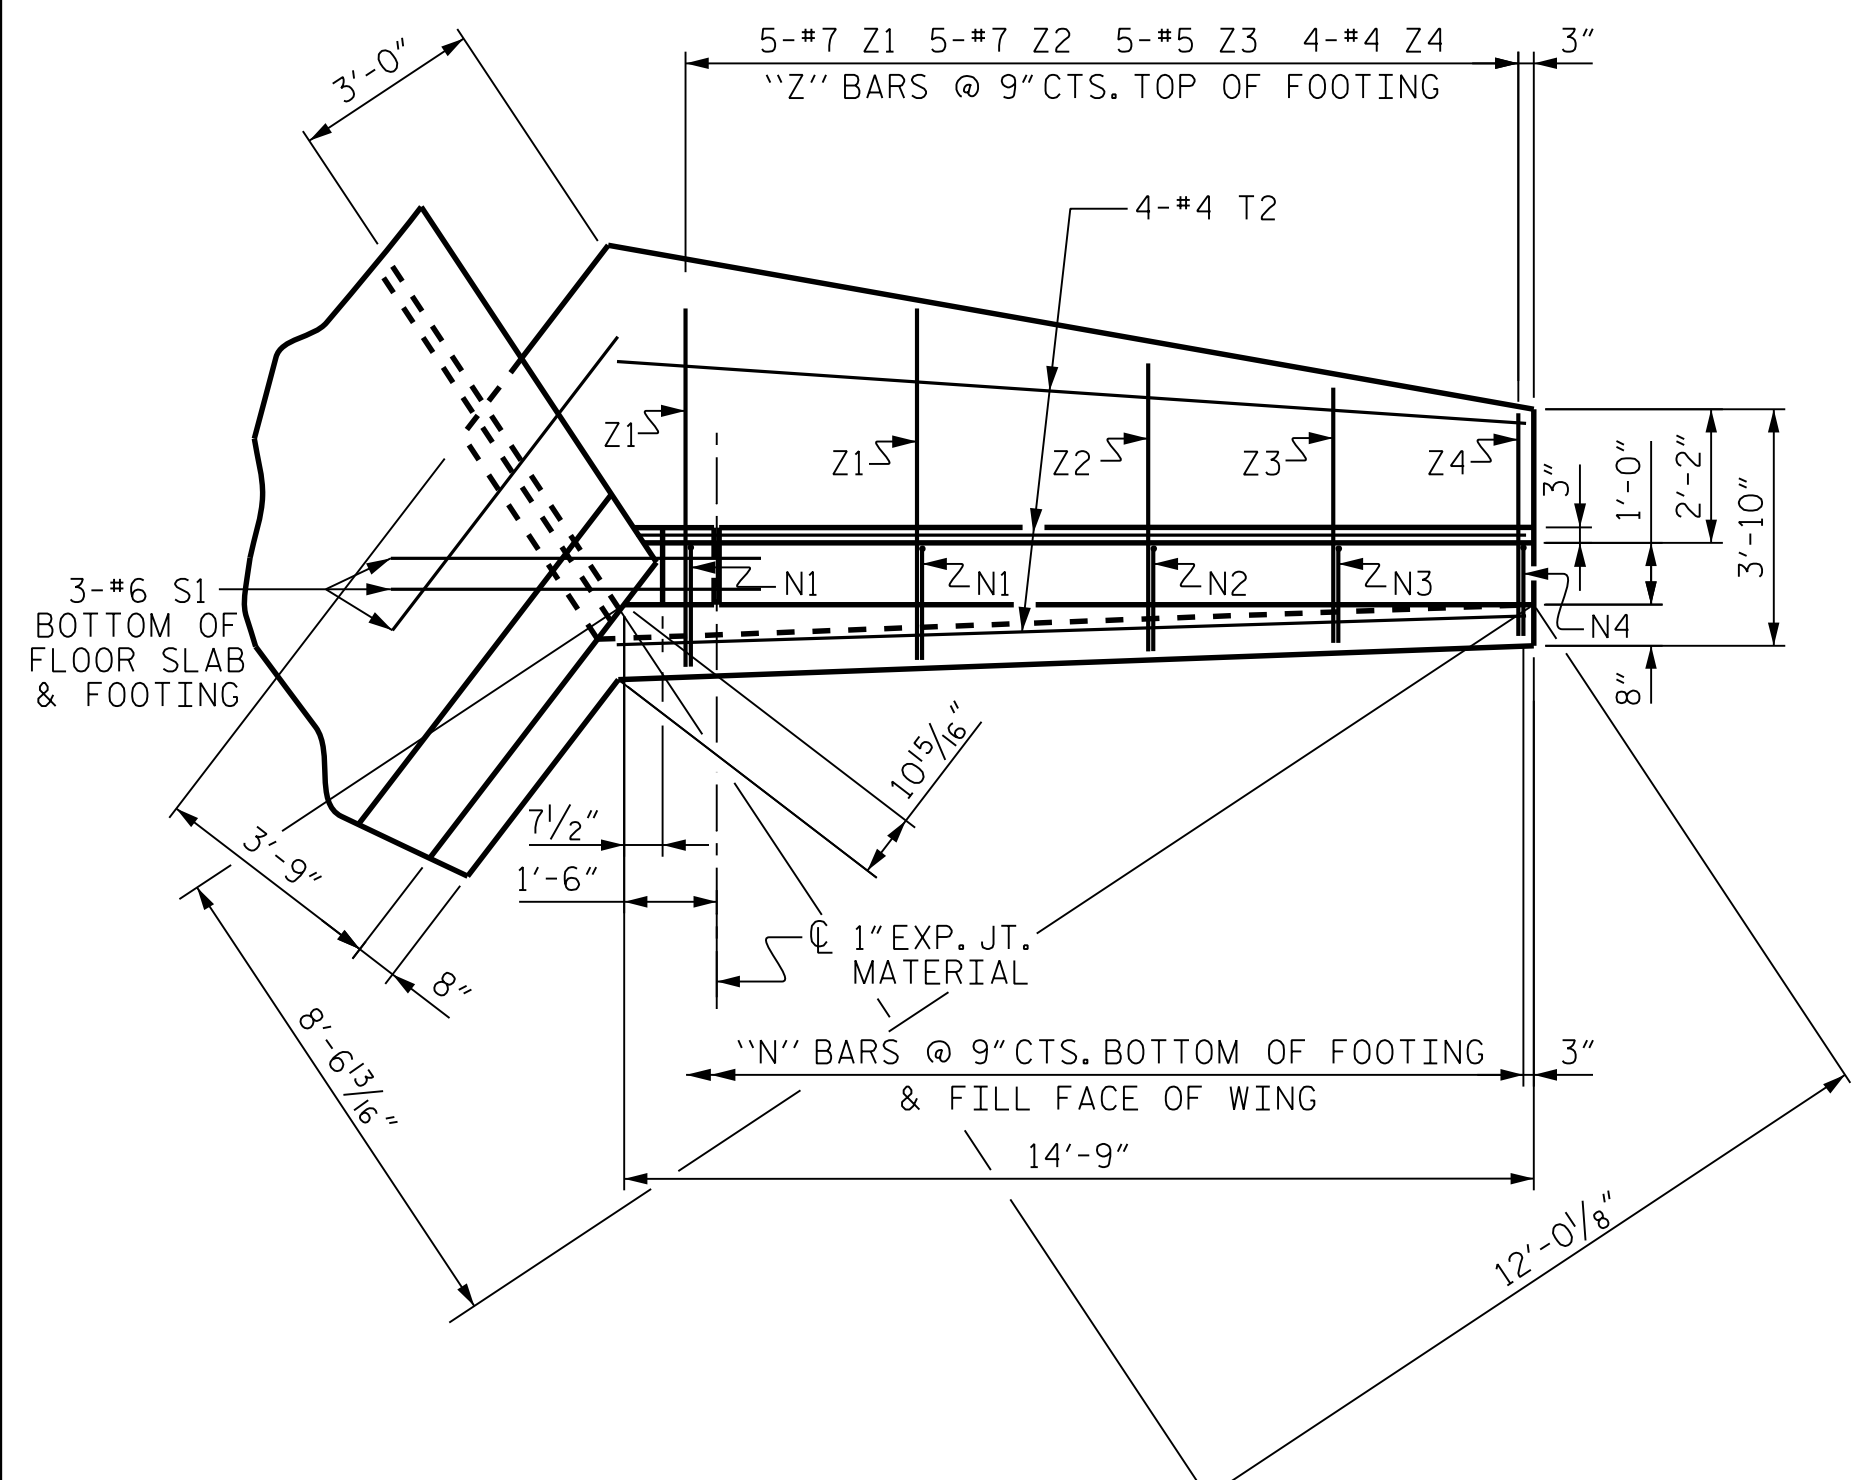 5-#7 Z1 5-#7 Z2 5-#5 Z3 4-#4 Z4
3"
"Z" BARS @ 9" CTS. TOP OF FOOTING
3'-0"
4-#4 T2
Z1
Z1
Z2
Z3
Z4
3"
1'-0"
2'-2"
3'-10"
N1
N1
N2
N3
N4
3-#6 S1
BOTTOM OF
FLOOR SLAB
& FOOTING
8"
10 15/16"
7 1/2"
1'-6"
3'-9"
8"
8'-6 13/16"
℄ 1" EXP. JT.
MATERIAL
"N" BARS @ 9" CTS. BOTTOM OF FOOTING
3"
& FILL FACE OF WING
14'-9"
12'-0 1/8"